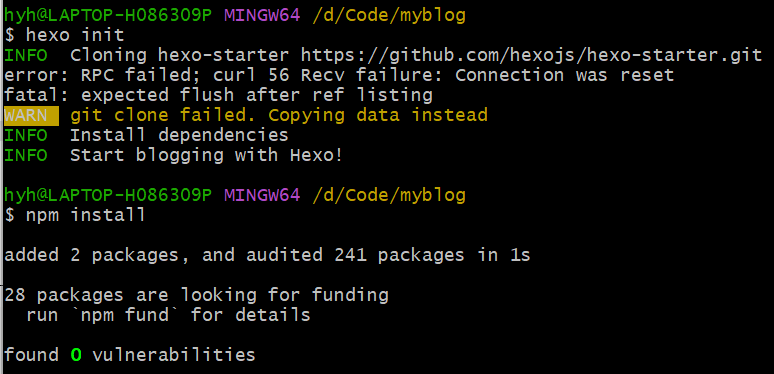 hyh@LAPTOP-H086309P MINGW64 /d/Code/myblog
$ hexo init
INFO  Cloning hexo-starter https://github.com/hexojs/hexo-starter.git
error: RPC failed; curl 56 Recv failure: Connection was reset
fatal: expected flush after ref listing
WARN  git clone failed. Copying data instead
INFO  Install dependencies
INFO  Start blogging with Hexo!
hyh@LAPTOP-H086309P MINGW64 /d/Code/myblog
$ npm install
added 2 packages, and audited 241 packages in 1s
28 packages are looking for funding
  run `npm fund` for details
found 0 vulnerabilities